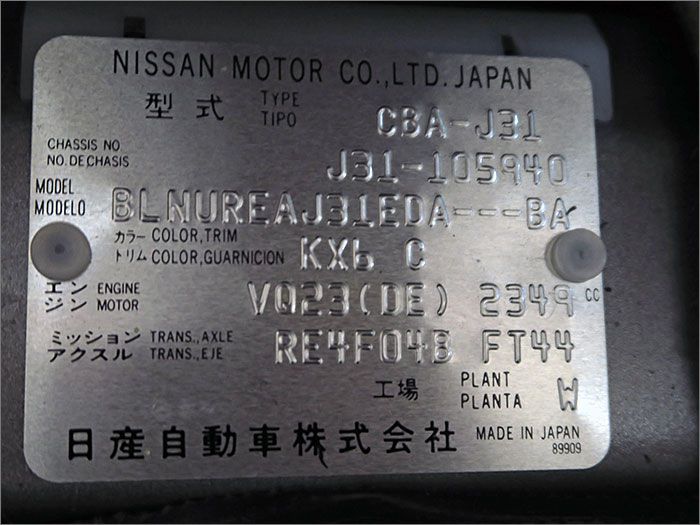 NISSAN MOTOR CO.,LTD. JAPAN
型式 TYPE TIPO CBA-J31
CHASSIS NO. NO. DE CHASIS J31-105940
MODEL MODELO BLNUREAJ31EDA---BA
カラー COLOR,TRIM
トリム COLOR,GUARNICION KX6 C
エンジン ENGINE MOTOR VQ23(DE) 2349 CC
ミッション TRANS.,AXLE
アクスル TRANS.,EJE RE4F04B FT44
工場 PLANT PLANTA W
日産自動車株式会社 MADE IN JAPAN
89909